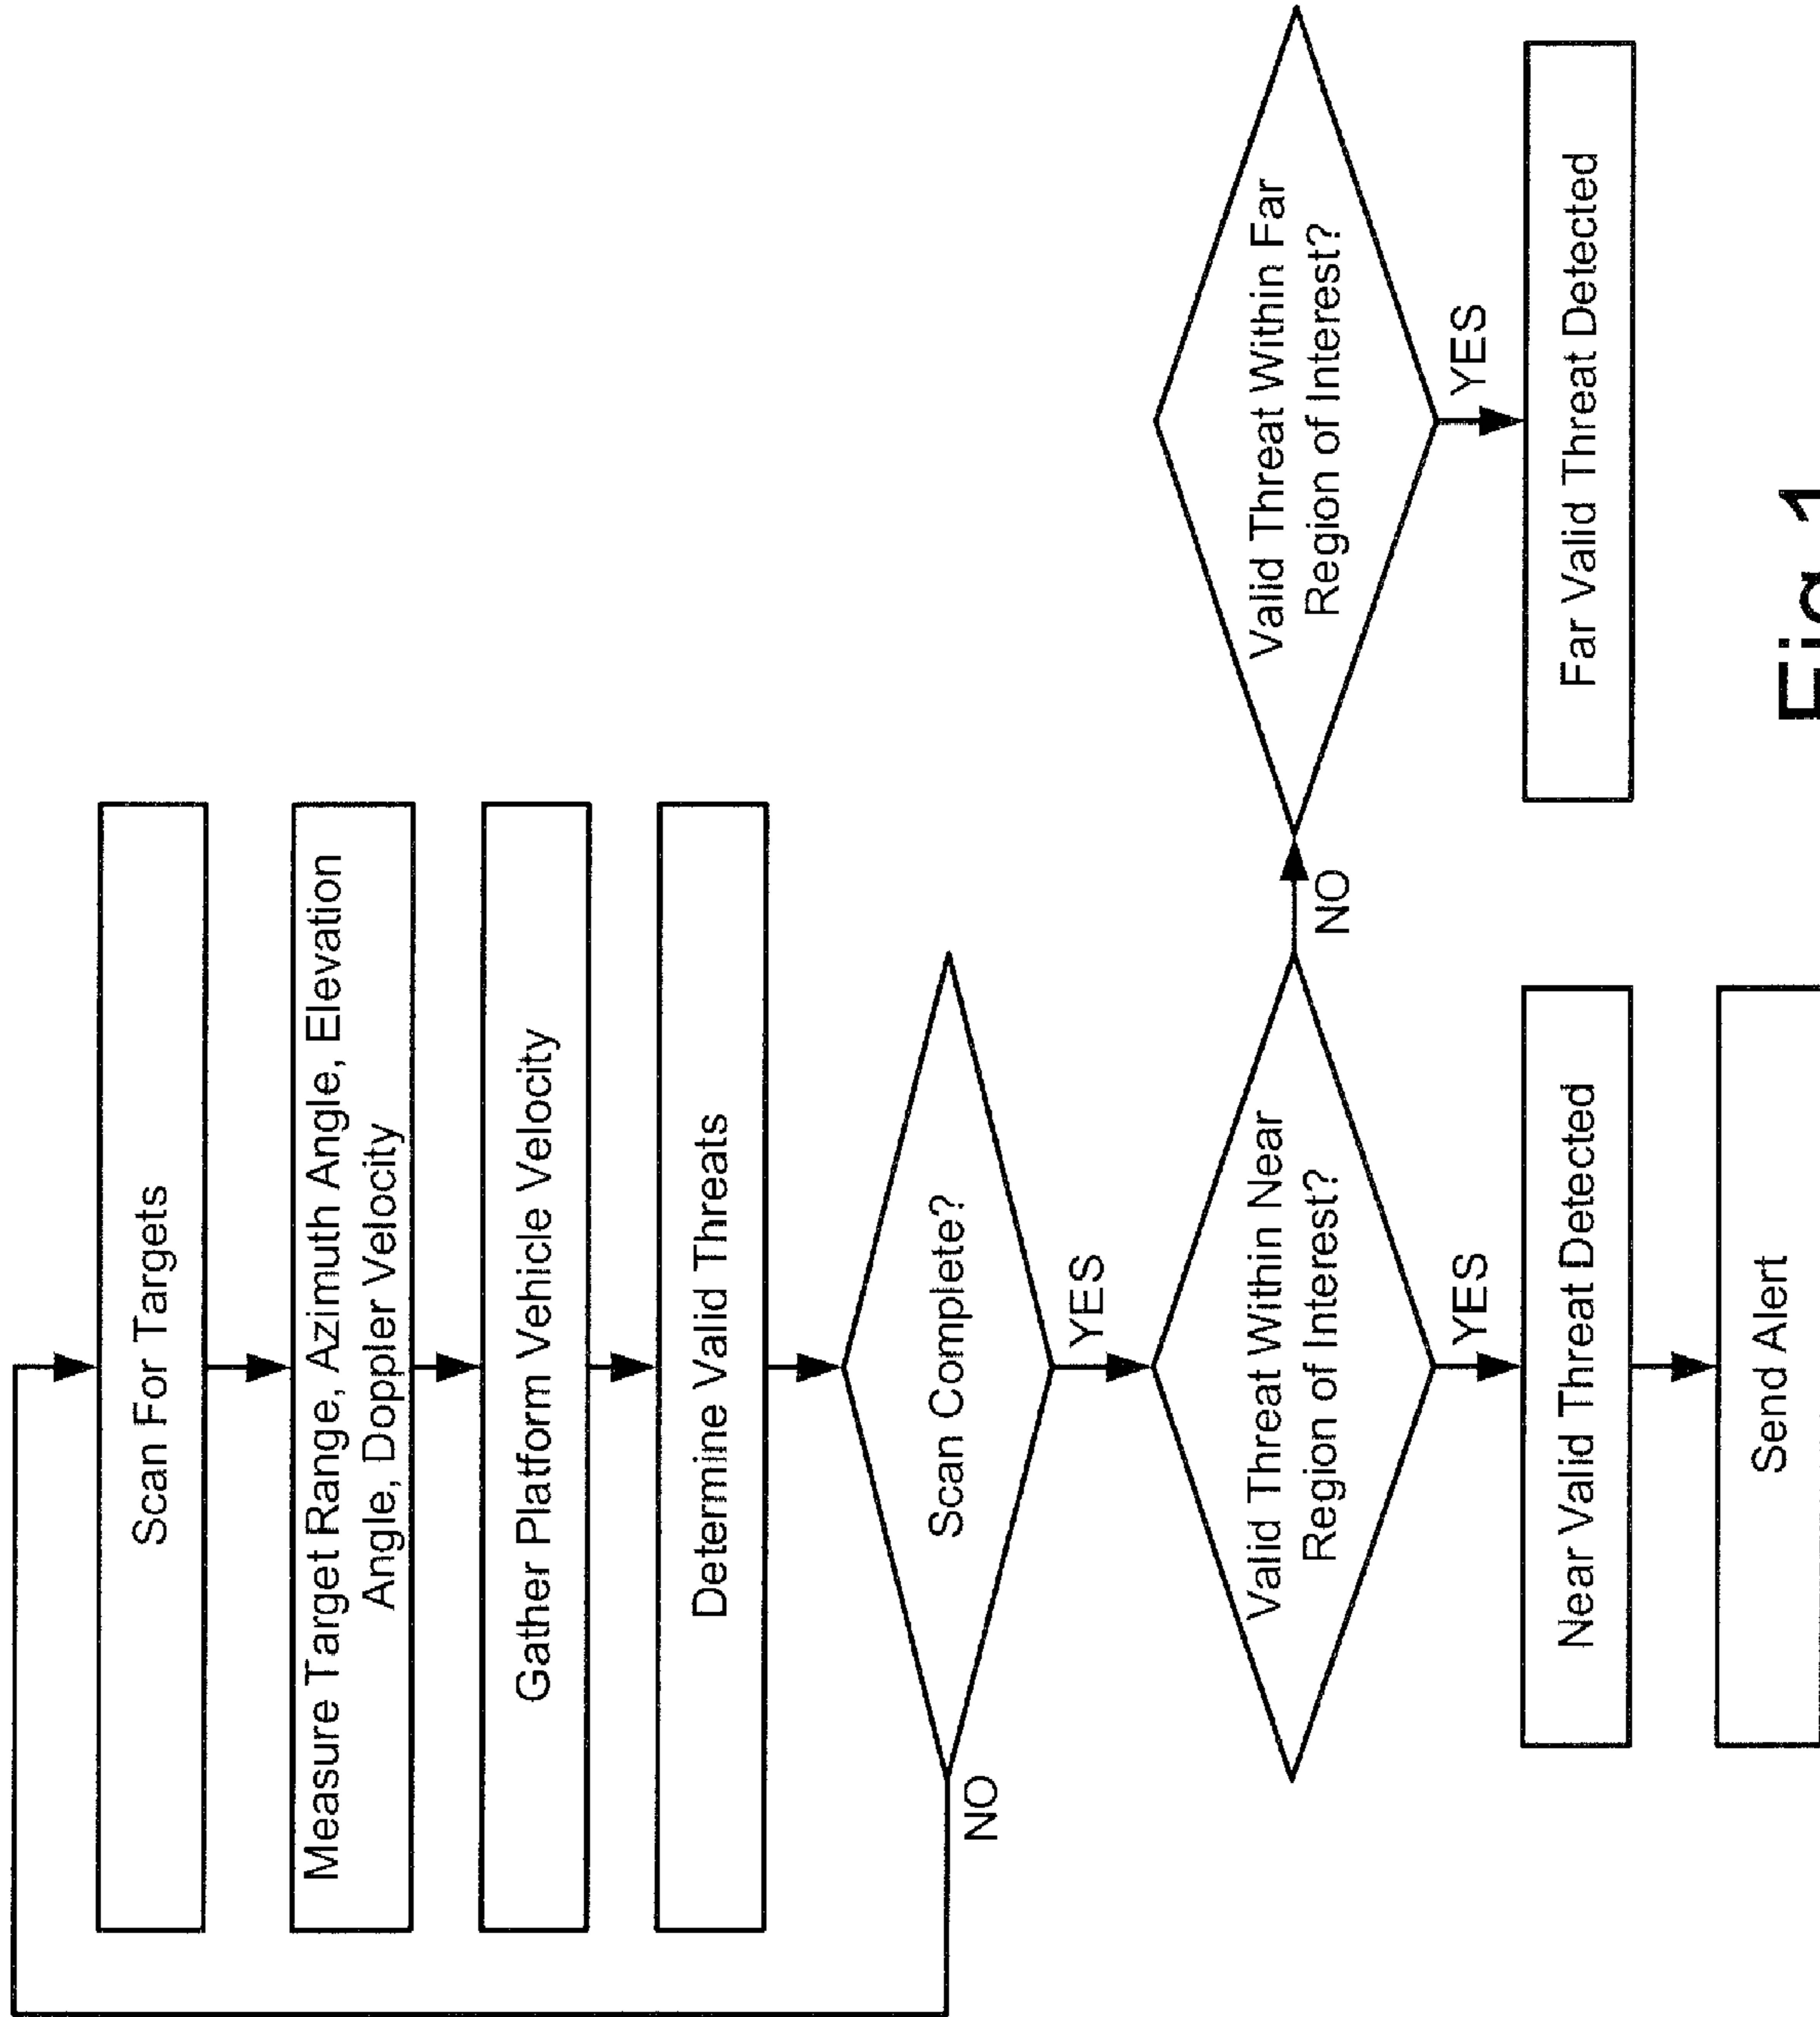 Scan For Targets
Measure Target Range, Azimuth Angle, Elevation
Angle, Doppler Velocity
Gather Platform Vehicle Velocity
Determine Valid Threats
Scan Complete?
NO
YES
Valid Threat Within Near
Region of Interest?
NO
Valid Threat Within Far
Region of Interest?
YES
YES
Near Valid Threat Detected
Far Valid Threat Detected
Send Alert
Fig 1